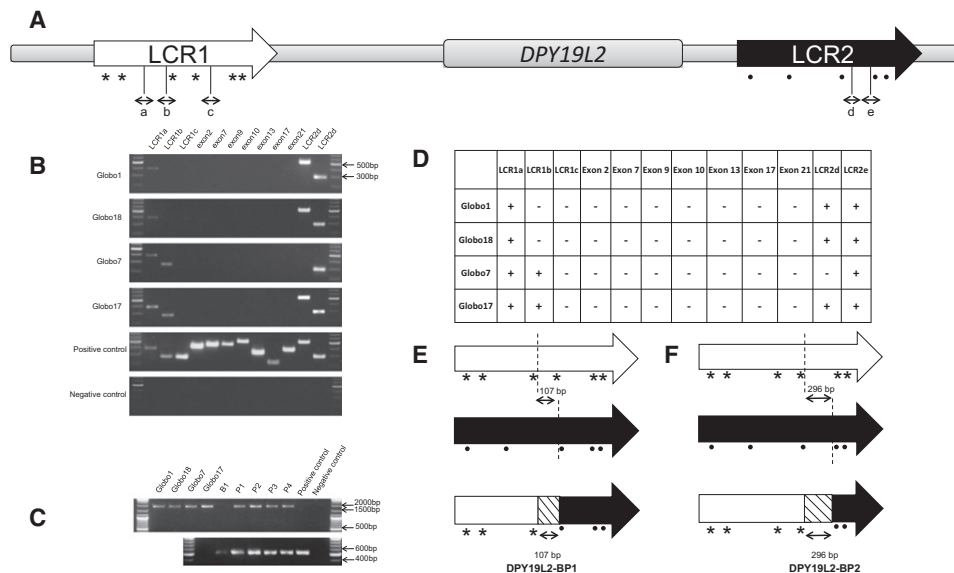 A
LCR1
DPY19L2
LCR2
* * * * **
• • • ••
a b c d e
B
LCR1a LCR1b LCR1c exon2 exon7 exon9 exon10 exon13 exon17 exon21 LCR2d LCR2d
Globo1
500bp
300bp
Globo18
Globo7
Globo17
Positive control
Negative control
C
Globo1 Globo18 Globo7 Globo17 B1 P1 P2 P3 P4 Positive control Negative control
2000bp
1500bp
500bp
600bp
400bp
D
LCR1a LCR1b LCR1c Exon 2 Exon 7 Exon 9 Exon 10 Exon 13 Exon 17 Exon 21 LCR2d LCR2e
Globo1 + - - - - - - - - - + +
Globo18 + - - - - - - - - - + +
Globo7 + + - - - - - - - - - +
Globo17 + + - - - - - - - - + +
E
* * * * **
107 bp
• • • ••
* * * • ••
107 bp
DPY19L2-BP1
F
* * * * **
296 bp
• • • ••
* * * * ••
296 bp
DPY19L2-BP2